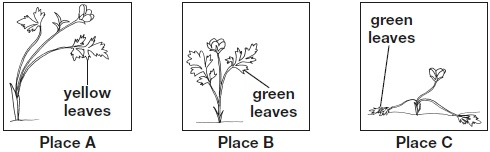 yellow
leaves
Place A
green
leaves
Place B
green
leaves
Place C